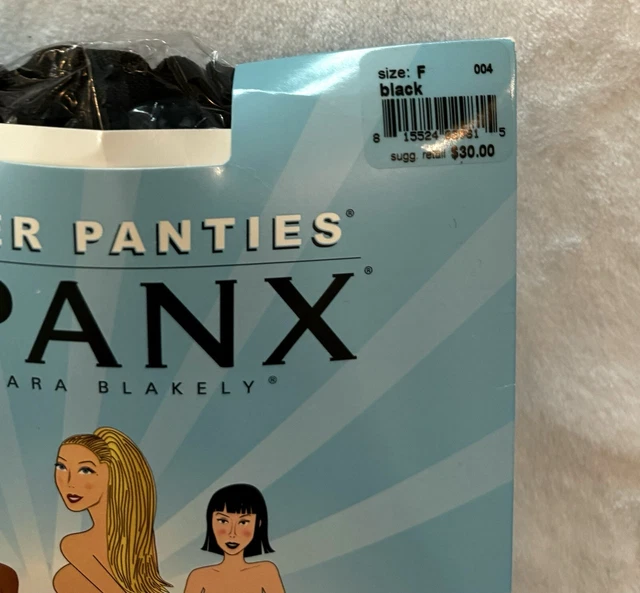 size: F 004
black
8 15524 5
sugg. retail $30.00
ER PANTIES®
PANX®
ARA BLAKELY®